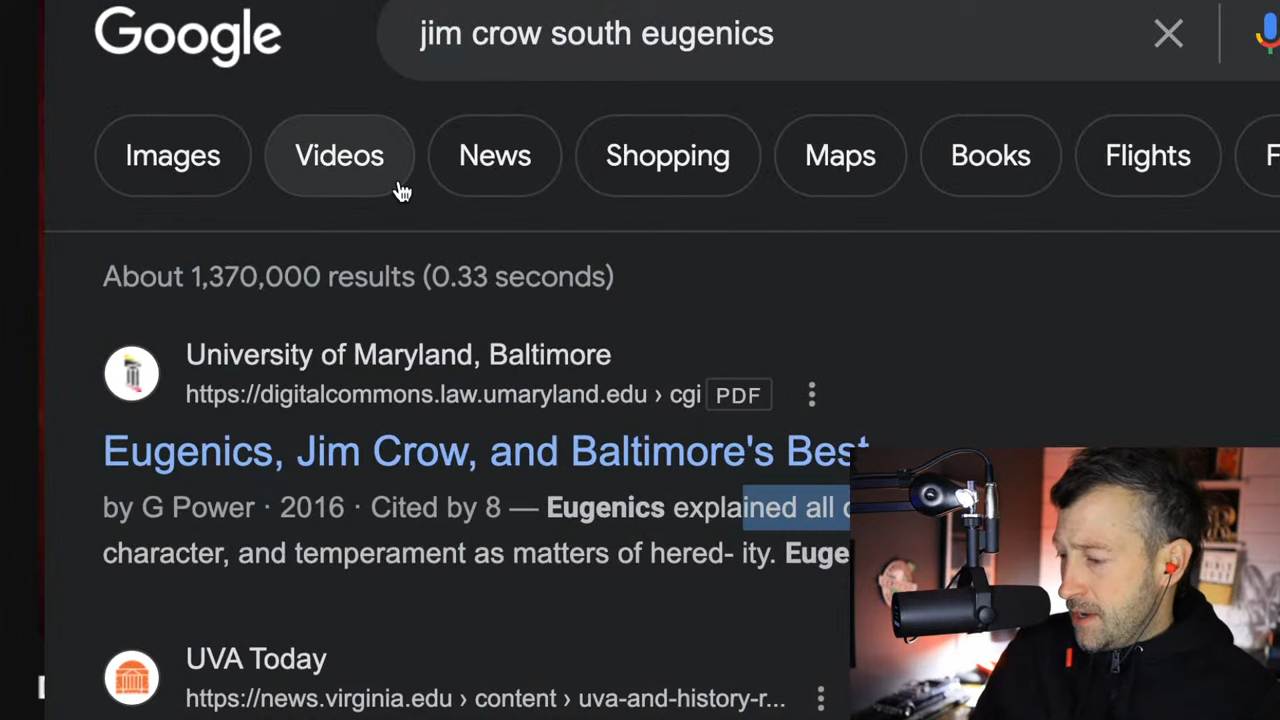 Google
jim crow south eugenics
Images Videos News Shopping Maps Books Flights F
About 1,370,000 results (0.33 seconds)
University of Maryland, Baltimore
https://digitalcommons.law.umaryland.edu › cgi PDF
Eugenics, Jim Crow, and Baltimore's Best
by G Power · 2016 · Cited by 8 — Eugenics explained all
character, and temperament as matters of hered- ity. Euge
UVA Today
https://news.virginia.edu › content › uva-and-history-r...